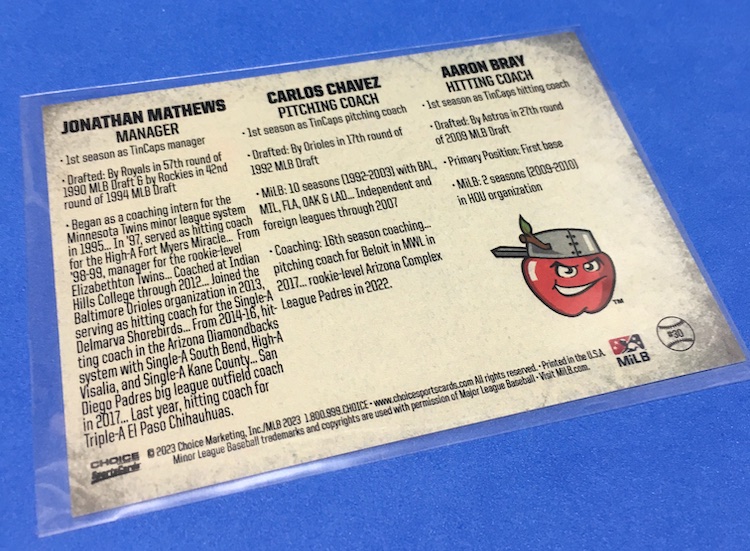 JONATHAN MATHEWS
MANAGER
• 1st season as TinCaps manager
• Drafted: By Royals in 57th round of
1990 MLB Draft & by Rockies in 42nd
round of 1994 MLB Draft
• Began as a coaching intern for the
Minnesota Twins minor league system
in 1995... In '97, served as hitting coach
for the High-A Fort Myers Miracle... From
'98-99, manager for the rookie-level
Elizabethton Twins... Coached at Indian
Hills College through 2012... Joined the
Baltimore Orioles organization in 2013,
serving as hitting coach for the Single-A
Delmarva Shorebirds... From 2014-16, hit-
ting coach in the Arizona Diamondbacks
system with Single-A South Bend, High-A
Visalia, and Single-A Kane County... San
Diego Padres big league outfield coach
in 2017... Last year, hitting coach for
Triple-A El Paso Chihuahuas.
CARLOS CHAVEZ
PITCHING COACH
• 1st season as TinCaps pitching coach
• Drafted: By Orioles in 17th round of
1992 MLB Draft
• MiLB: 10 seasons (1992-2003) with BAL,
MIL, FLA, OAK & LAD... Independent and
foreign leagues through 2007
• Coaching: 16th season coaching...
pitching coach for Beloit in MWL in
2017... rookie-level Arizona Complex
League Padres in 2022.
AARON BRAY
HITTING COACH
• 1st season as TinCaps hitting coach
• Drafted: By Astros in 27th round
of 2009 MLB Draft
• Primary Position: First base
• MiLB: 2 seasons (2009-2010)
in HOU organization
TM
MiLB
#30
CHOICE
SportsCards
© 2023 Choice Marketing, Inc./MLB 2023 1.800.999.CHOICE • www.choicesportscards.com All rights reserved. • Printed in the U.S.A.
Minor League Baseball trademarks and copyrights are used with permission of Major League Baseball • Visit MiLB.com.